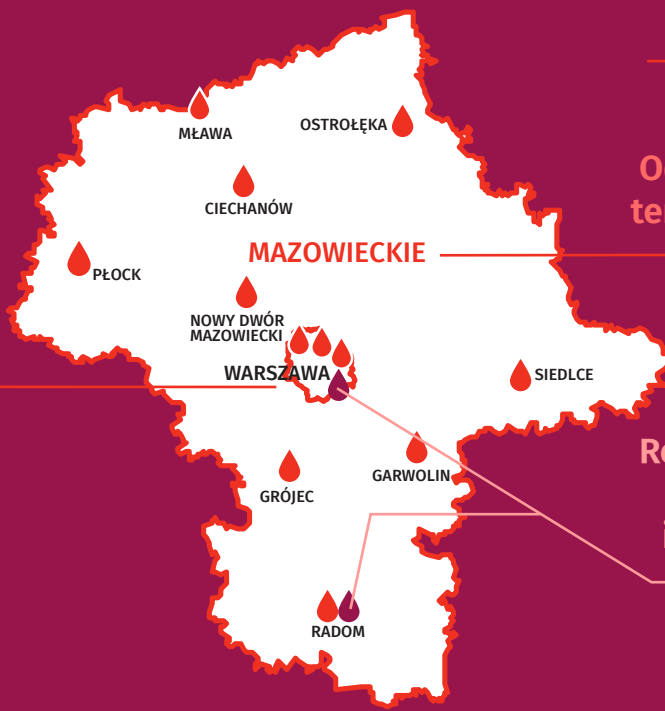 MŁAWA
OSTROŁĘKA
CIECHANÓW
MAZOWIECKIE
PŁOCK
NOWY DWÓR
MAZOWIECKI
WARSZAWA
SIEDLCE
GARWOLIN
GRÓJEC
RADOM